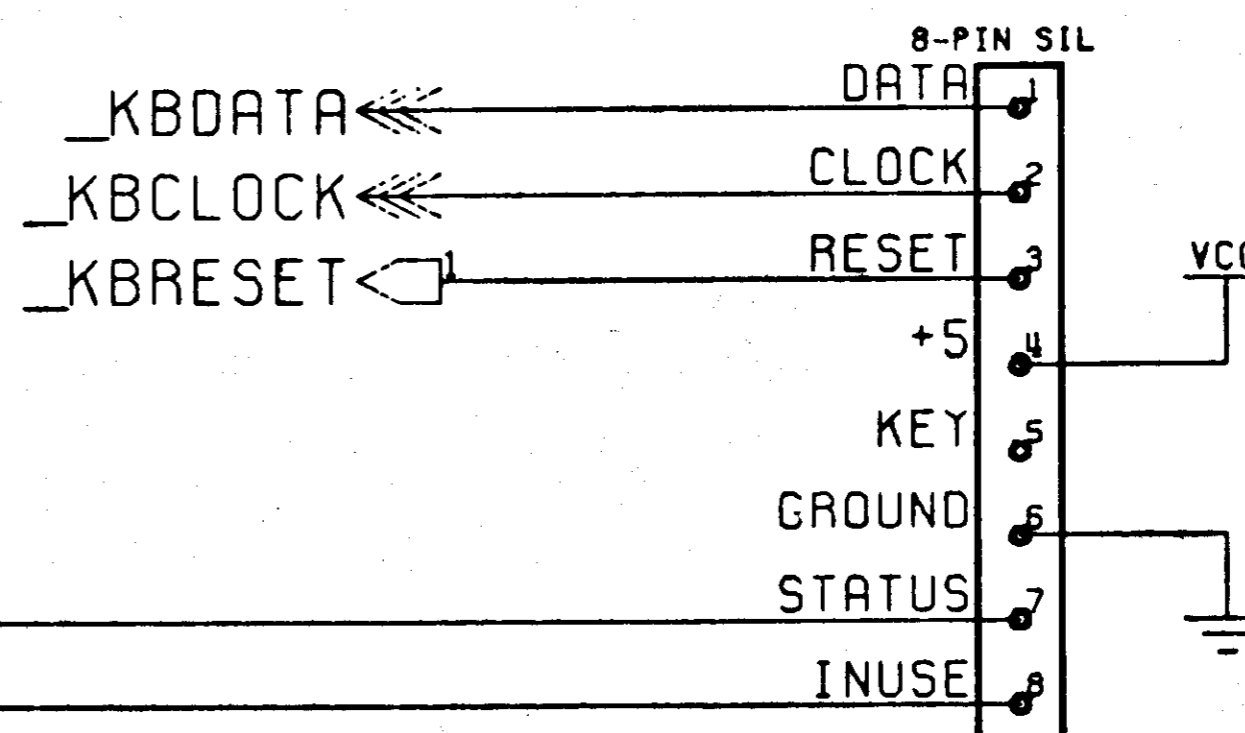 8-PIN SIL
_KBDATA DATA 1
_KBCLOCK CLOCK 2
_KBRESET 1 RESET 3
VCC
+5 4
KEY 5
GROUND 6
STATUS 7
INUSE 8